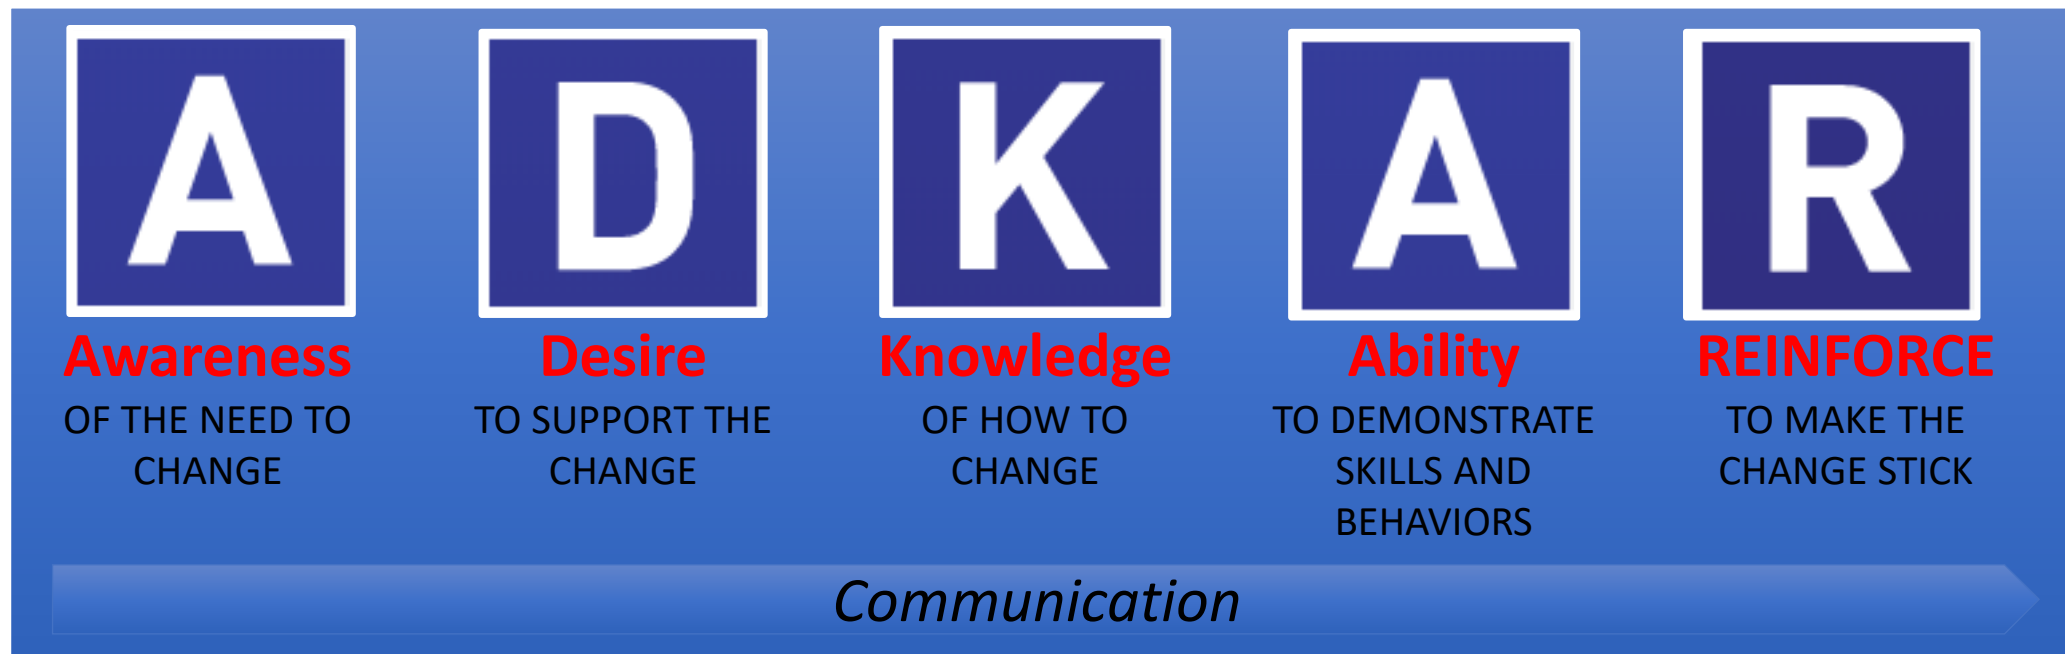 A
D
K
A
R
Awareness
OF THE NEED TO
CHANGE
Desire
TO SUPPORT THE
CHANGE
Knowledge
OF HOW TO
CHANGE
Ability
TO DEMONSTRATE
SKILLS AND
BEHAVIORS
REINFORCE
TO MAKE THE
CHANGE STICK
Communication